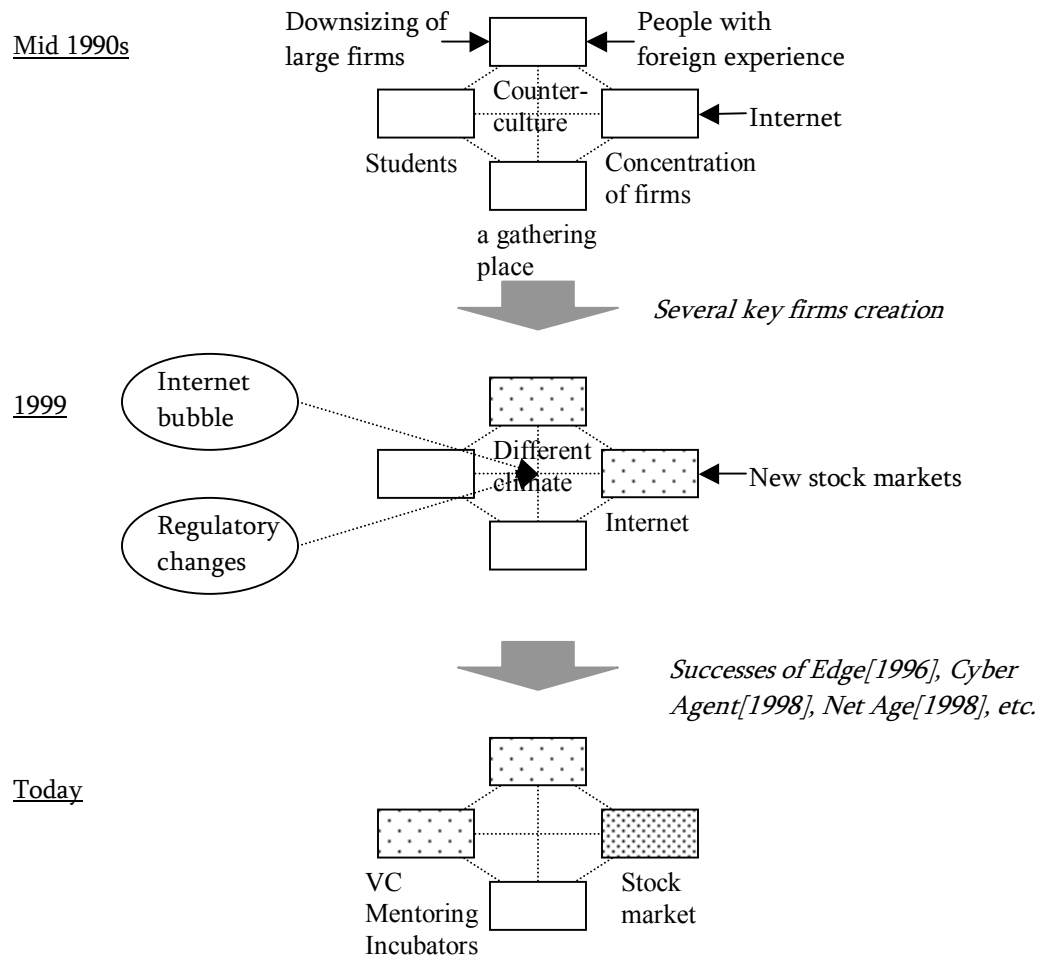 Mid 1990s
Downsizing of
large firms
People with
foreign experience
Counter-
culture
Internet
Students
Concentration
of firms
a gathering
place
Several key firms creation
1999
Internet
bubble
Different
climate
New stock markets
Internet
Regulatory
changes
Successes of Edge[1996], Cyber
Agent[1998], Net Age[1998], etc.
Today
VC
Mentoring
Incubators
Stock
market